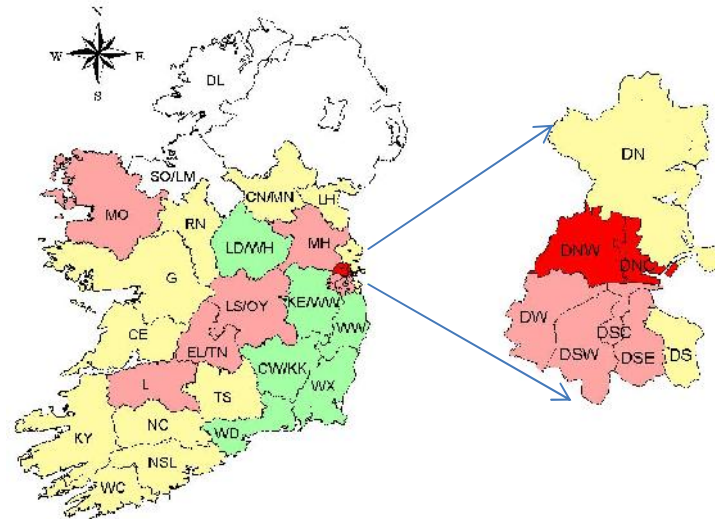 N
W E
S
DL
SO/LM
CN/MN
LH
MO
RN
LD/WH
MH
G
LS/OY
KE/WW
WW
CE
EL/TN
CW/KK
WX
L
TS
KY
NC
WD
NSL
WC
DN
DNW
DNC
DW
DSC
DSW
DSE
DS